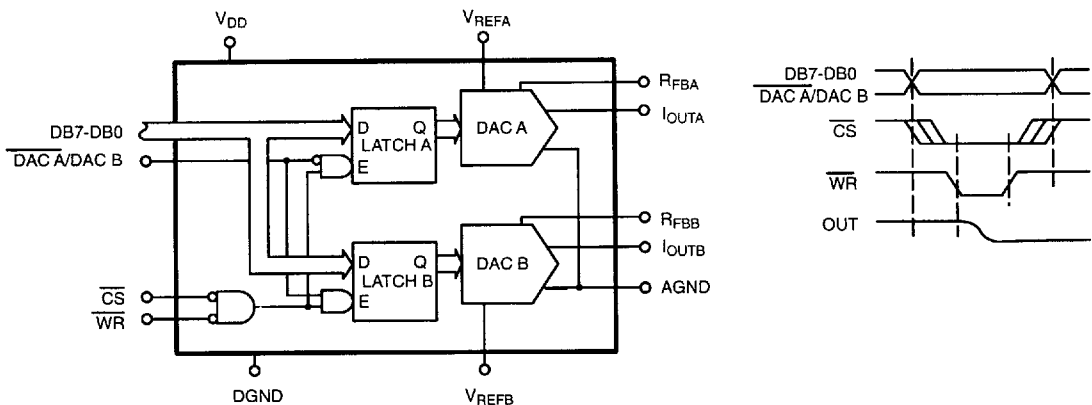 VDD
VREFA
RFBA
IOUTA
DB7-DB0
D Q
LATCH A
E
DAC A
DAC A/DAC B
RFBB
IOUTB
D Q
LATCH B
E
DAC B
AGND
CS
WR
DGND
VREFB
DB7-DB0
DAC A/DAC B
CS
WR
OUT